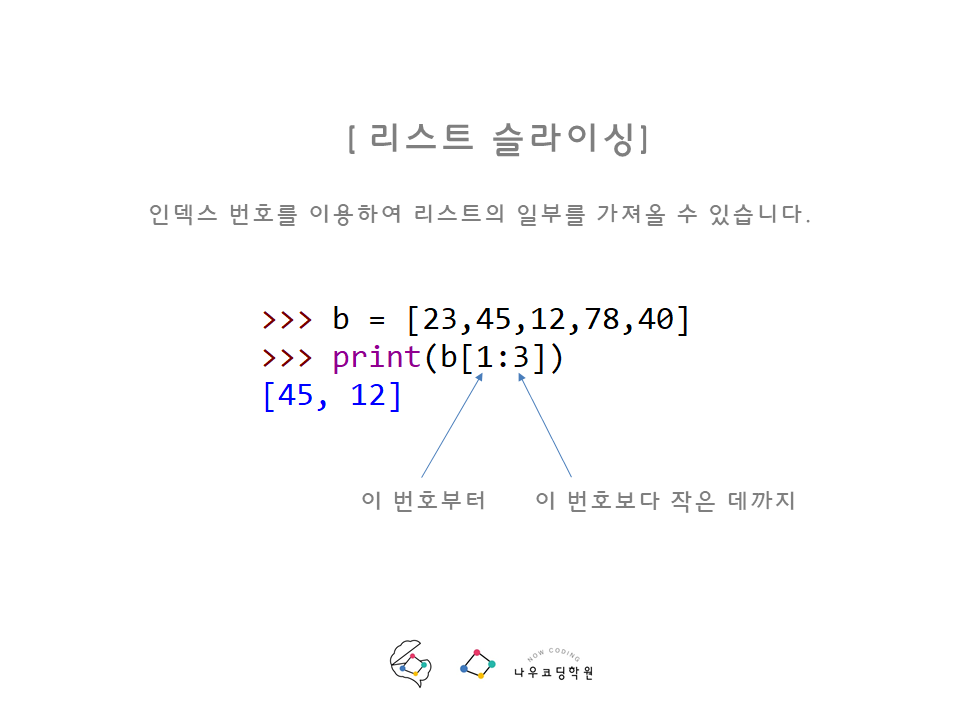 [ 리스트 슬라이싱]
인덱스 번호를 이용하여 리스트의 일부를 가져올 수 있습니다.
>>> b = [23,45,12,78,40]
>>> print(b[1:3])
[45, 12]
이 번호부터 이 번호보다 작은 데까지
NOW CODING
나우코딩학원